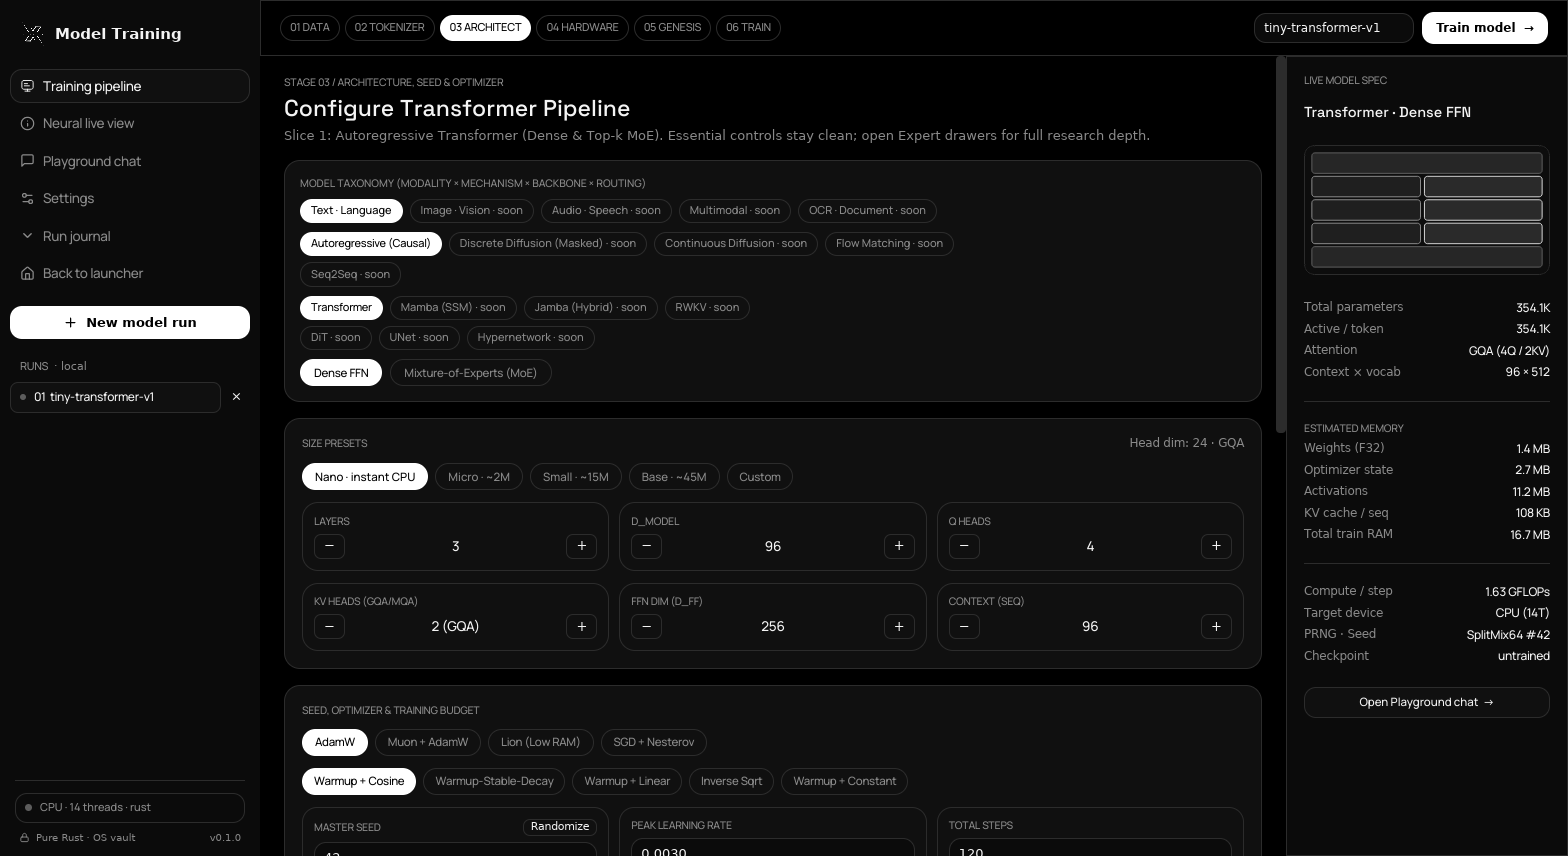 Model Training
Training pipeline
Neural live view
Playground chat
Settings
Run journal
Back to launcher
+ New model run
RUNS · local
01 tiny-transformer-v1 ×
CPU · 14 threads · rust
Pure Rust · OS vault v0.1.0
01 DATA 02 TOKENIZER 03 ARCHITECT 04 HARDWARE 05 GENESIS 06 TRAIN
tiny-transformer-v1 Train model →
STAGE 03 / ARCHITECTURE, SEED & OPTIMIZER
Configure Transformer Pipeline
Slice 1: Autoregressive Transformer (Dense & Top-k MoE). Essential controls stay clean; open Expert drawers for full research depth.
MODEL TAXONOMY (MODALITY × MECHANISM × BACKBONE × ROUTING)
Text · Language Image · Vision · soon Audio · Speech · soon Multimodal · soon OCR · Document · soon
Autoregressive (Causal) Discrete Diffusion (Masked) · soon Continuous Diffusion · soon Flow Matching · soon
Seq2Seq · soon
Transformer Mamba (SSM) · soon Jamba (Hybrid) · soon RWKV · soon
DiT · soon UNet · soon Hypernetwork · soon
Dense FFN Mixture-of-Experts (MoE)
SIZE PRESETS Head dim: 24 · GQA
Nano · instant CPU Micro · ~2M Small · ~15M Base · ~45M Custom
LAYERS D_MODEL Q HEADS
− 3 + − 96 + − 4 +
KV HEADS (GQA/MQA) FFN DIM (D_FF) CONTEXT (SEQ)
− 2 (GQA) + − 256 + − 96 +
SEED, OPTIMIZER & TRAINING BUDGET
AdamW Muon + AdamW Lion (Low RAM) SGD + Nesterov
Warmup + Cosine Warmup-Stable-Decay Warmup + Linear Inverse Sqrt Warmup + Constant
MASTER SEED Randomize PEAK LEARNING RATE TOTAL STEPS
42 0.0030 120
LIVE MODEL SPEC
Transformer · Dense FFN
Total parameters 354.1K
Active / token 354.1K
Attention GQA (4Q / 2KV)
Context × vocab 96 × 512
ESTIMATED MEMORY
Weights (F32) 1.4 MB
Optimizer state 2.7 MB
Activations 11.2 MB
KV cache / seq 108 KB
Total train RAM 16.7 MB
Compute / step 1.63 GFLOPs
Target device CPU (14T)
PRNG · Seed SplitMix64 #42
Checkpoint untrained
Open Playground chat →